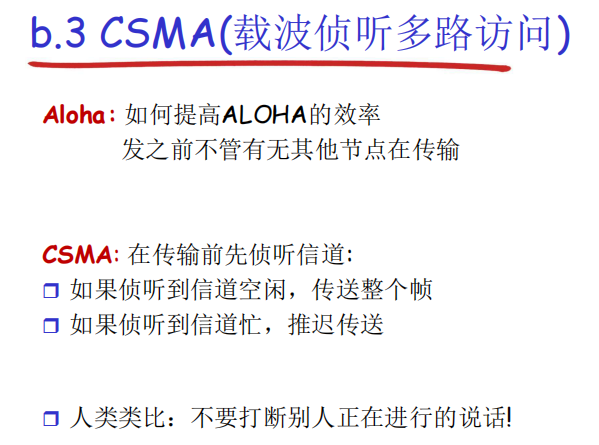 b.3 CSMA(载波侦听多路访问)
Aloha: 如何提高ALOHA的效率
发之前不管有无其他节点在传输
CSMA: 在传输前先侦听信道:
如果侦听到信道空闲，传送整个帧
如果侦听到信道忙，推迟传送
人类类比：不要打断别人正在进行的说话!